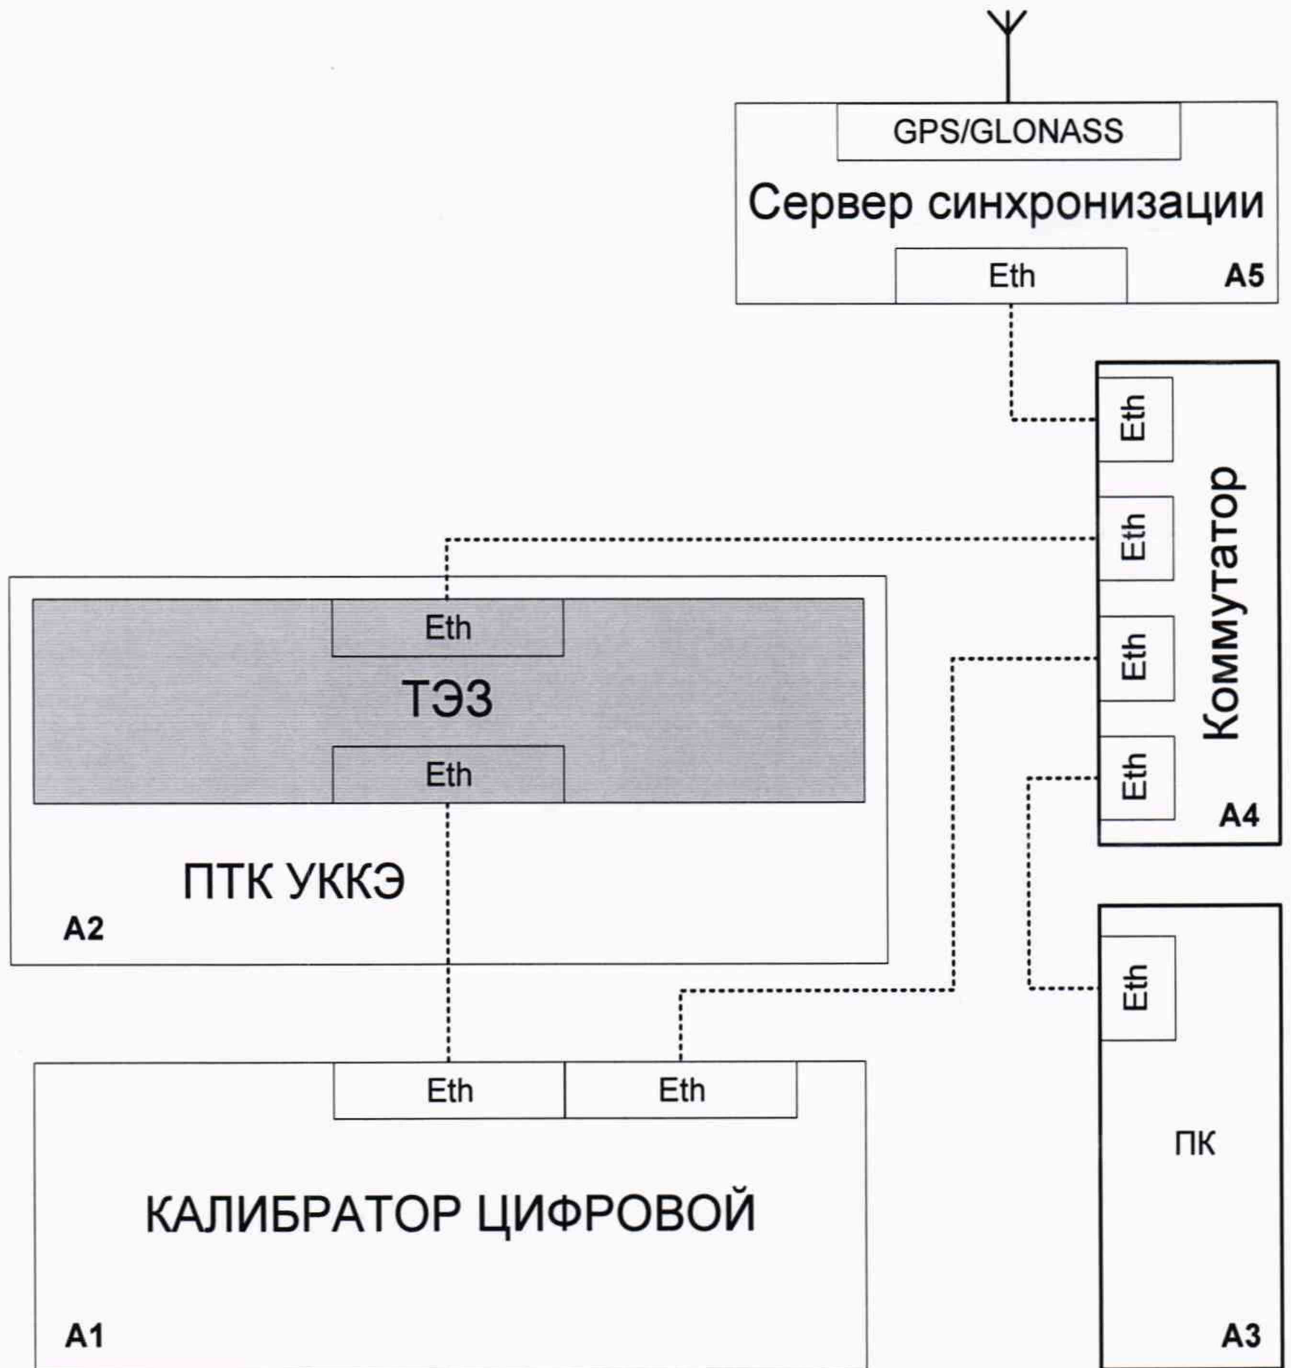 GPS/GLONASS
Сервер синхронизации
Eth
A5
Eth
Eth
Eth
Eth
Коммутатор
A4
Eth
ТЭЗ
Eth
ПТК УККЭ
A2
Eth
ПК
A3
Eth
Eth
КАЛИБРАТОР ЦИФРОВОЙ
A1